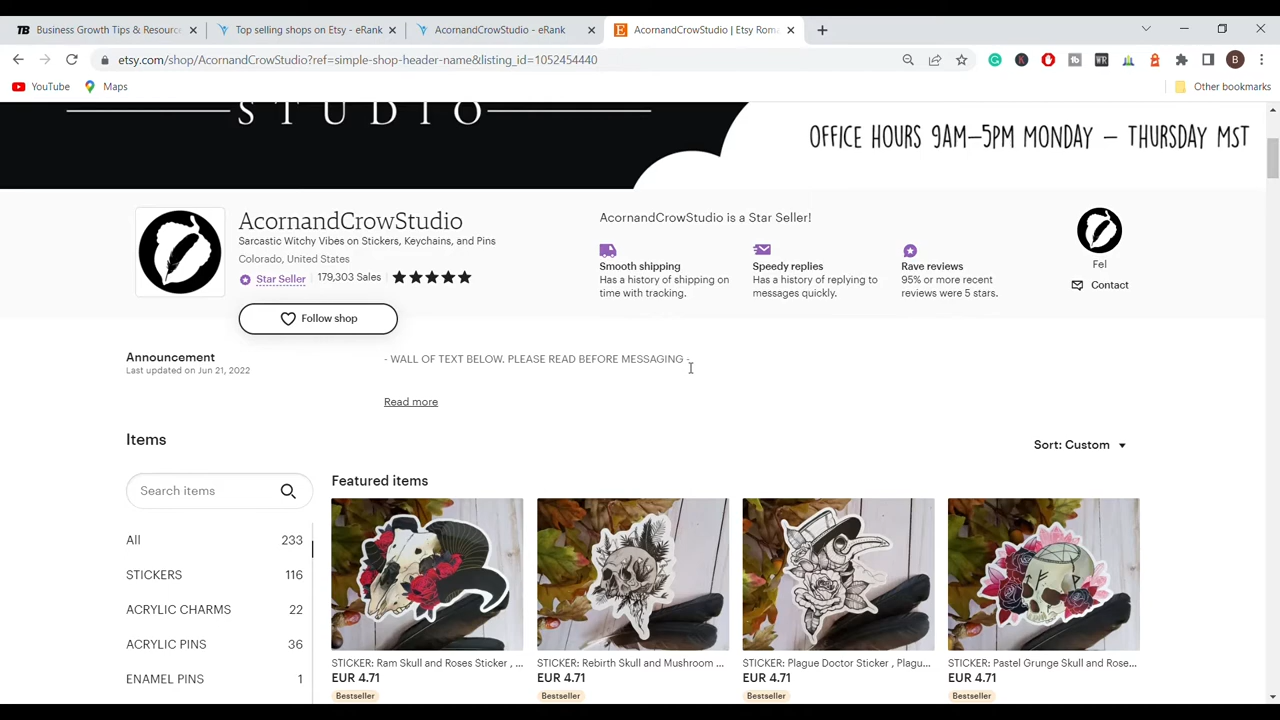 Business Growth Tips & Resource
Top selling shops on Etsy - eRank
AcornandCrowStudio - eRank
AcornandCrowStudio | Etsy Rom
etsy.com/shop/AcornandCrowStudio?ref=simple-shop-header-name&listing_id=1052454440
YouTube
Maps
Other bookmarks
STUDIO
OFFICE HOURS 9AM–5PM MONDAY – THURSDAY MST
AcornandCrowStudio
Sarcastic Witchy Vibes on Stickers, Keychains, and Pins
Colorado, United States
Star Seller
179,303 Sales
Follow shop
AcornandCrowStudio is a Star Seller!
Smooth shipping
Has a history of shipping on
time with tracking.
Speedy replies
Has a history of replying to
messages quickly.
Rave reviews
95% or more recent
reviews were 5 stars.
Fel
Contact
Announcement
Last updated on Jun 21, 2022
- WALL OF TEXT BELOW. PLEASE READ BEFORE MESSAGING -
Read more
Items
Sort: Custom
Search items
All 233
STICKERS 116
ACRYLIC CHARMS 22
ACRYLIC PINS 36
ENAMEL PINS 1
Featured items
STICKER: Ram Skull and Roses Sticker , ...
EUR 4.71
Bestseller
STICKER: Rebirth Skull and Mushroom ...
EUR 4.71
Bestseller
STICKER: Plague Doctor Sticker , Plagu...
EUR 4.71
Bestseller
STICKER: Pastel Grunge Skull and Rose...
EUR 4.71
Bestseller